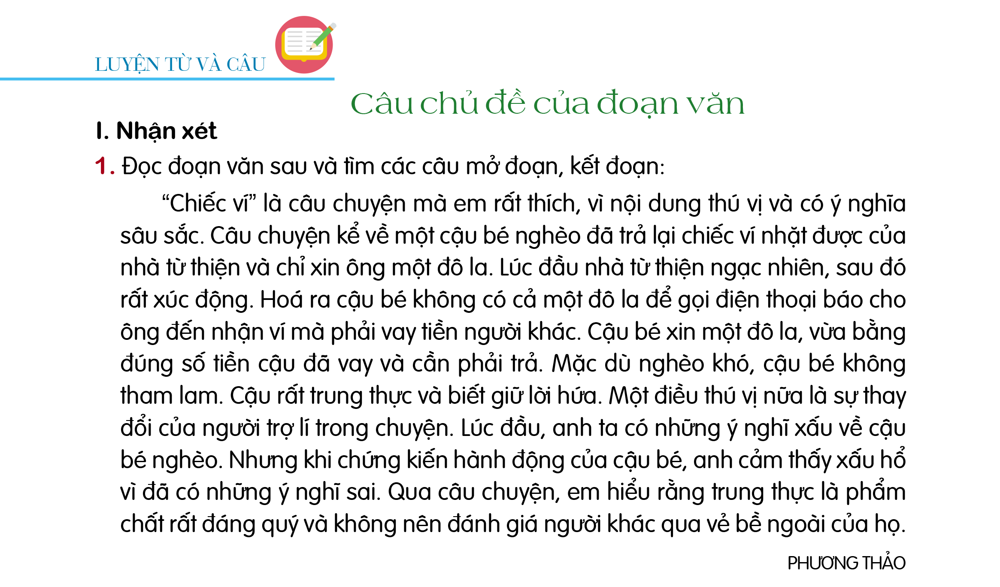 LUYỆN TỪ VÀ CÂU
Câu chủ đề của đoạn văn
I. Nhận xét
1. Đọc đoạn văn sau và tìm các câu mở đoạn, kết đoạn:
“Chiếc ví” là câu chuyện mà em rất thích, vì nội dung thú vị và có ý nghĩa
sâu sắc. Câu chuyện kể về một cậu bé nghèo đã trả lại chiếc ví nhặt được của
nhà từ thiện và chỉ xin ông một đô la. Lúc đầu nhà từ thiện ngạc nhiên, sau đó
rất xúc động. Hoá ra cậu bé không có cả một đô la để gọi điện thoại báo cho
ông đến nhận ví mà phải vay tiền người khác. Cậu bé xin một đô la, vừa bằng
đúng số tiền cậu đã vay và cần phải trả. Mặc dù nghèo khó, cậu bé không
tham lam. Cậu rất trung thực và biết giữ lời hứa. Một điều thú vị nữa là sự thay
đổi của người trợ lí trong chuyện. Lúc đầu, anh ta có những ý nghĩ xấu về cậu
bé nghèo. Nhưng khi chứng kiến hành động của cậu bé, anh cảm thấy xấu hổ
vì đã có những ý nghĩ sai. Qua câu chuyện, em hiểu rằng trung thực là phẩm
chất rất đáng quý và không nên đánh giá người khác qua vẻ bề ngoài của họ.
PHƯƠNG THẢO